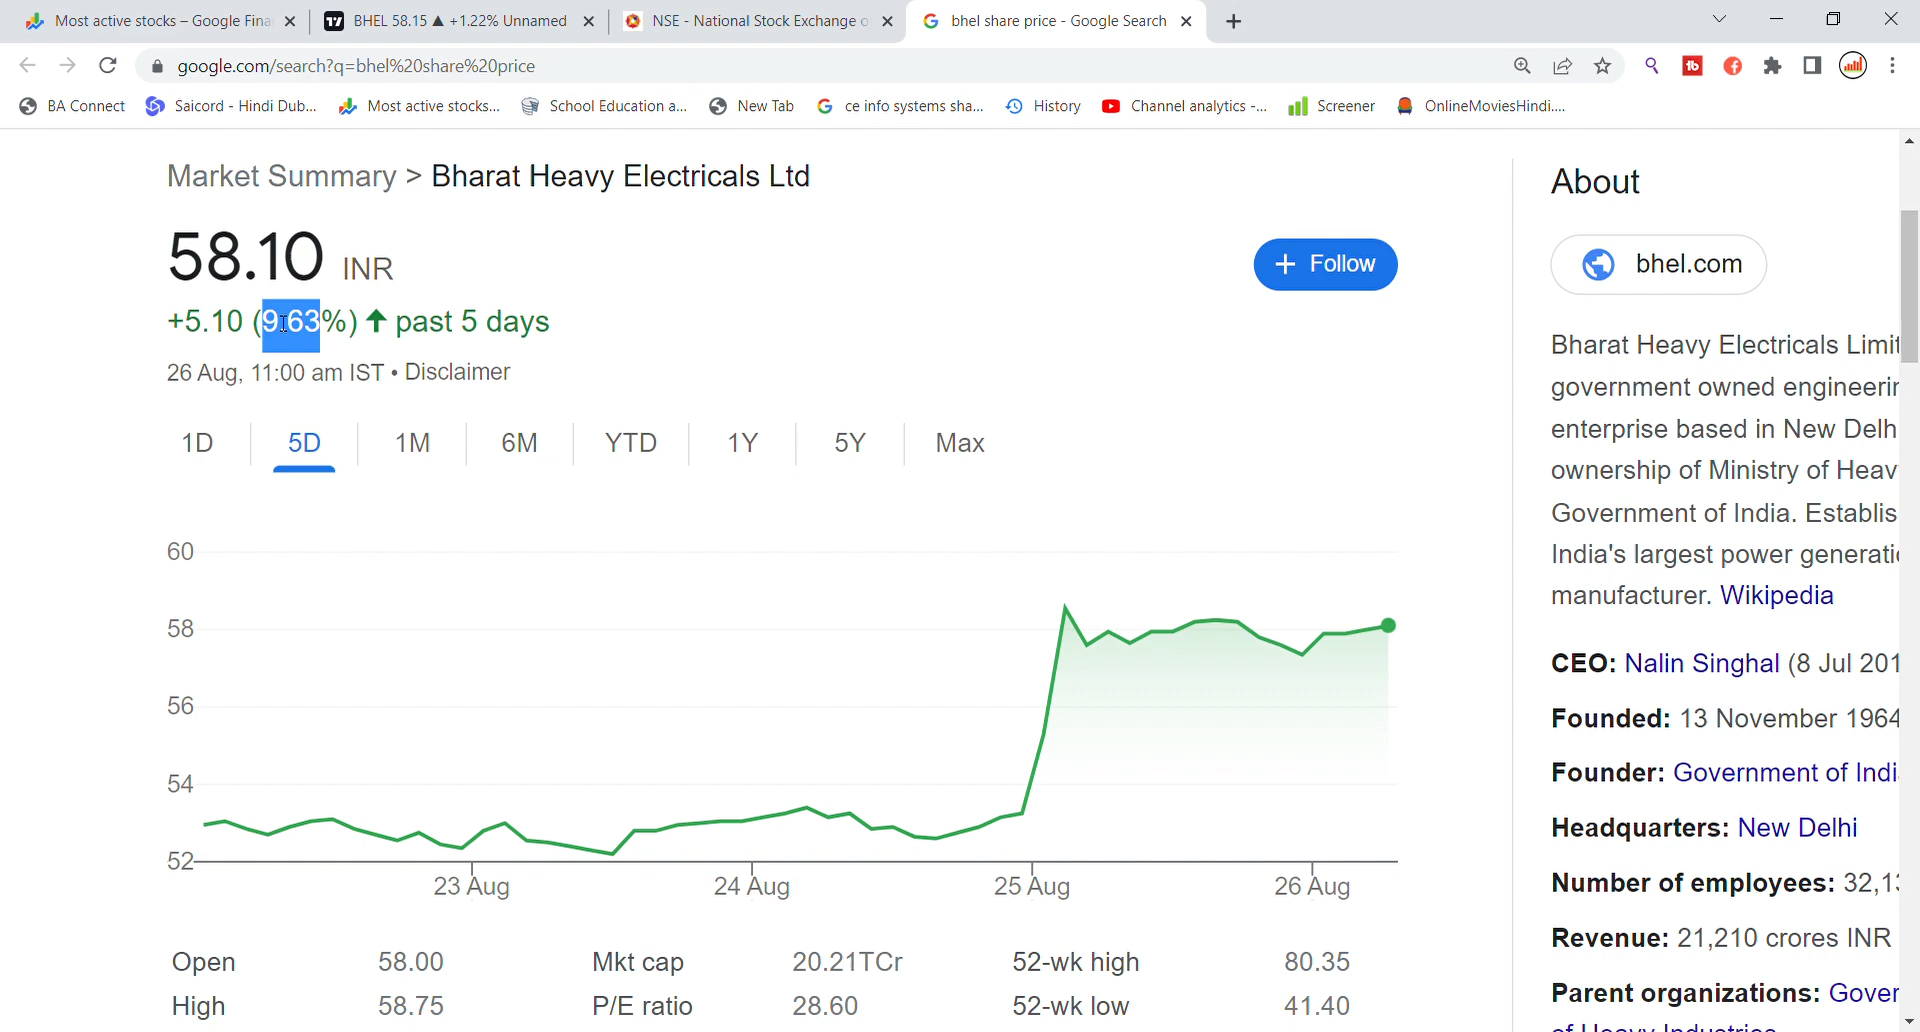 Most active stocks – Google Fina
BHEL 58.15 ▲ +1.22% Unnamed
NSE - National Stock Exchange o
bhel share price - Google Search
google.com/search?q=bhel%20share%20price
BA Connect
Saicord - Hindi Dub...
Most active stocks...
School Education a...
New Tab
ce info systems sha...
History
Channel analytics -...
Screener
OnlineMoviesHindi....
Market Summary > Bharat Heavy Electricals Ltd
58.10 INR
+5.10 (9.63%) ↑ past 5 days
26 Aug, 11:00 am IST • Disclaimer
+ Follow
1D 5D 1M 6M YTD 1Y 5Y Max
60
58
56
54
52
23 Aug 24 Aug 25 Aug 26 Aug
Open 58.00 Mkt cap 20.21TCr 52-wk high 80.35
High 58.75 P/E ratio 28.60 52-wk low 41.40
About
bhel.com
Bharat Heavy Electricals Limit
government owned engineerin
enterprise based in New Delh
ownership of Ministry of Heav
Government of India. Establis
India's largest power generatio
manufacturer. Wikipedia
CEO: Nalin Singhal (8 Jul 201
Founded: 13 November 1964
Founder: Government of Indi
Headquarters: New Delhi
Number of employees: 32,13
Revenue: 21,210 crores INR
Parent organizations: Gover
of Heavy Industries